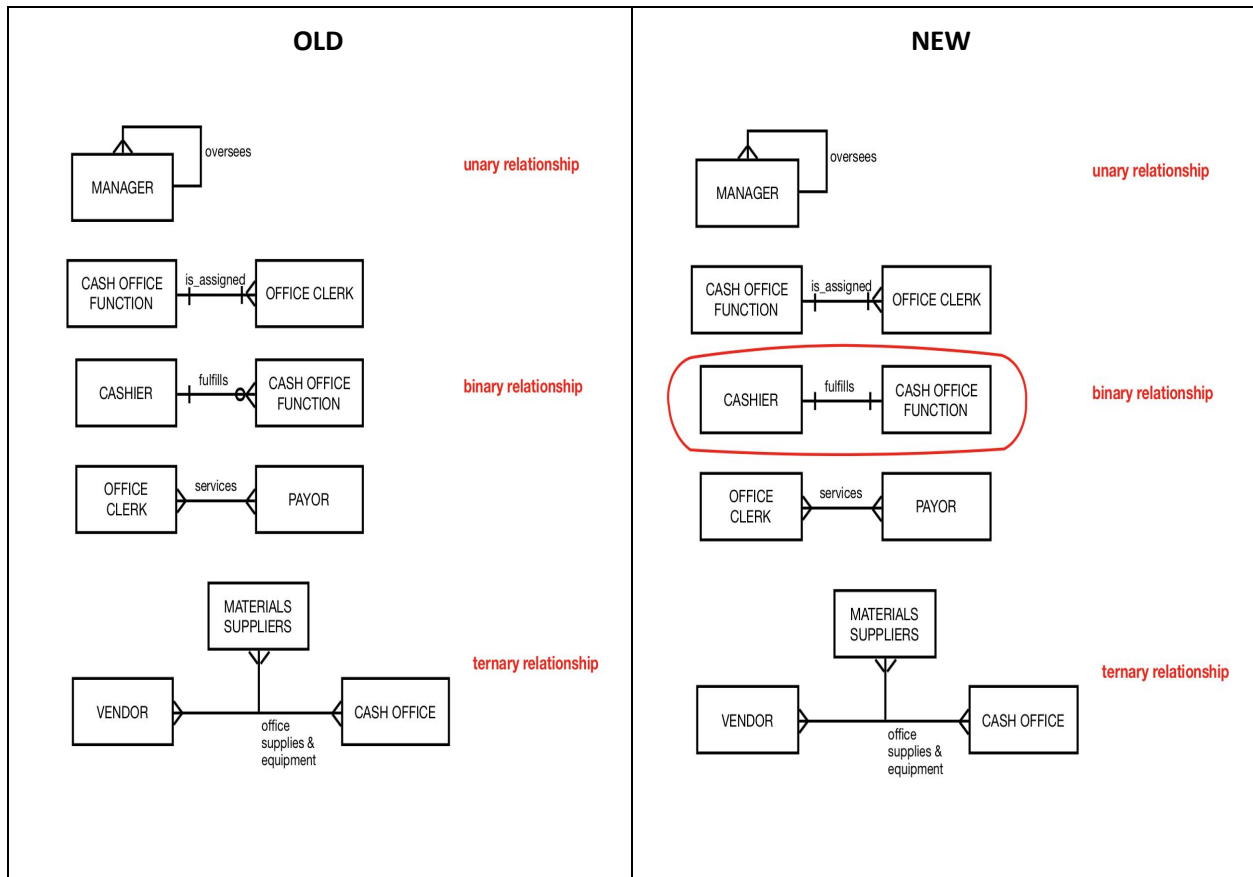 OLD
oversees
unary relationship
MANAGER
is_assigned
CASH OFFICE
FUNCTION
OFFICE CLERK
fulfills
CASHIER
CASH OFFICE
FUNCTION
binary relationship
services
OFFICE
CLERK
PAYOR
MATERIALS
SUPPLIERS
ternary relationship
VENDOR
CASH OFFICE
office
supplies &
equipment
NEW
oversees
unary relationship
MANAGER
is_assigned
CASH OFFICE
FUNCTION
OFFICE CLERK
fulfills
CASHIER
CASH OFFICE
FUNCTION
binary relationship
services
OFFICE
CLERK
PAYOR
MATERIALS
SUPPLIERS
ternary relationship
VENDOR
CASH OFFICE
office
supplies &
equipment